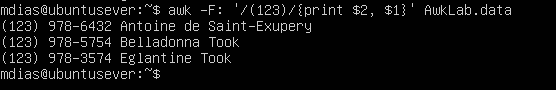 mdias@ubuntusever:~$ awk -F: '/(123)/{print $2, $1}' AwkLab.data
(123) 978-6432 Antoine de Saint-Exupery
(123) 978-5754 Belladonna Took
(123) 978-3574 Eglantine Took
mdias@ubuntusever:~$